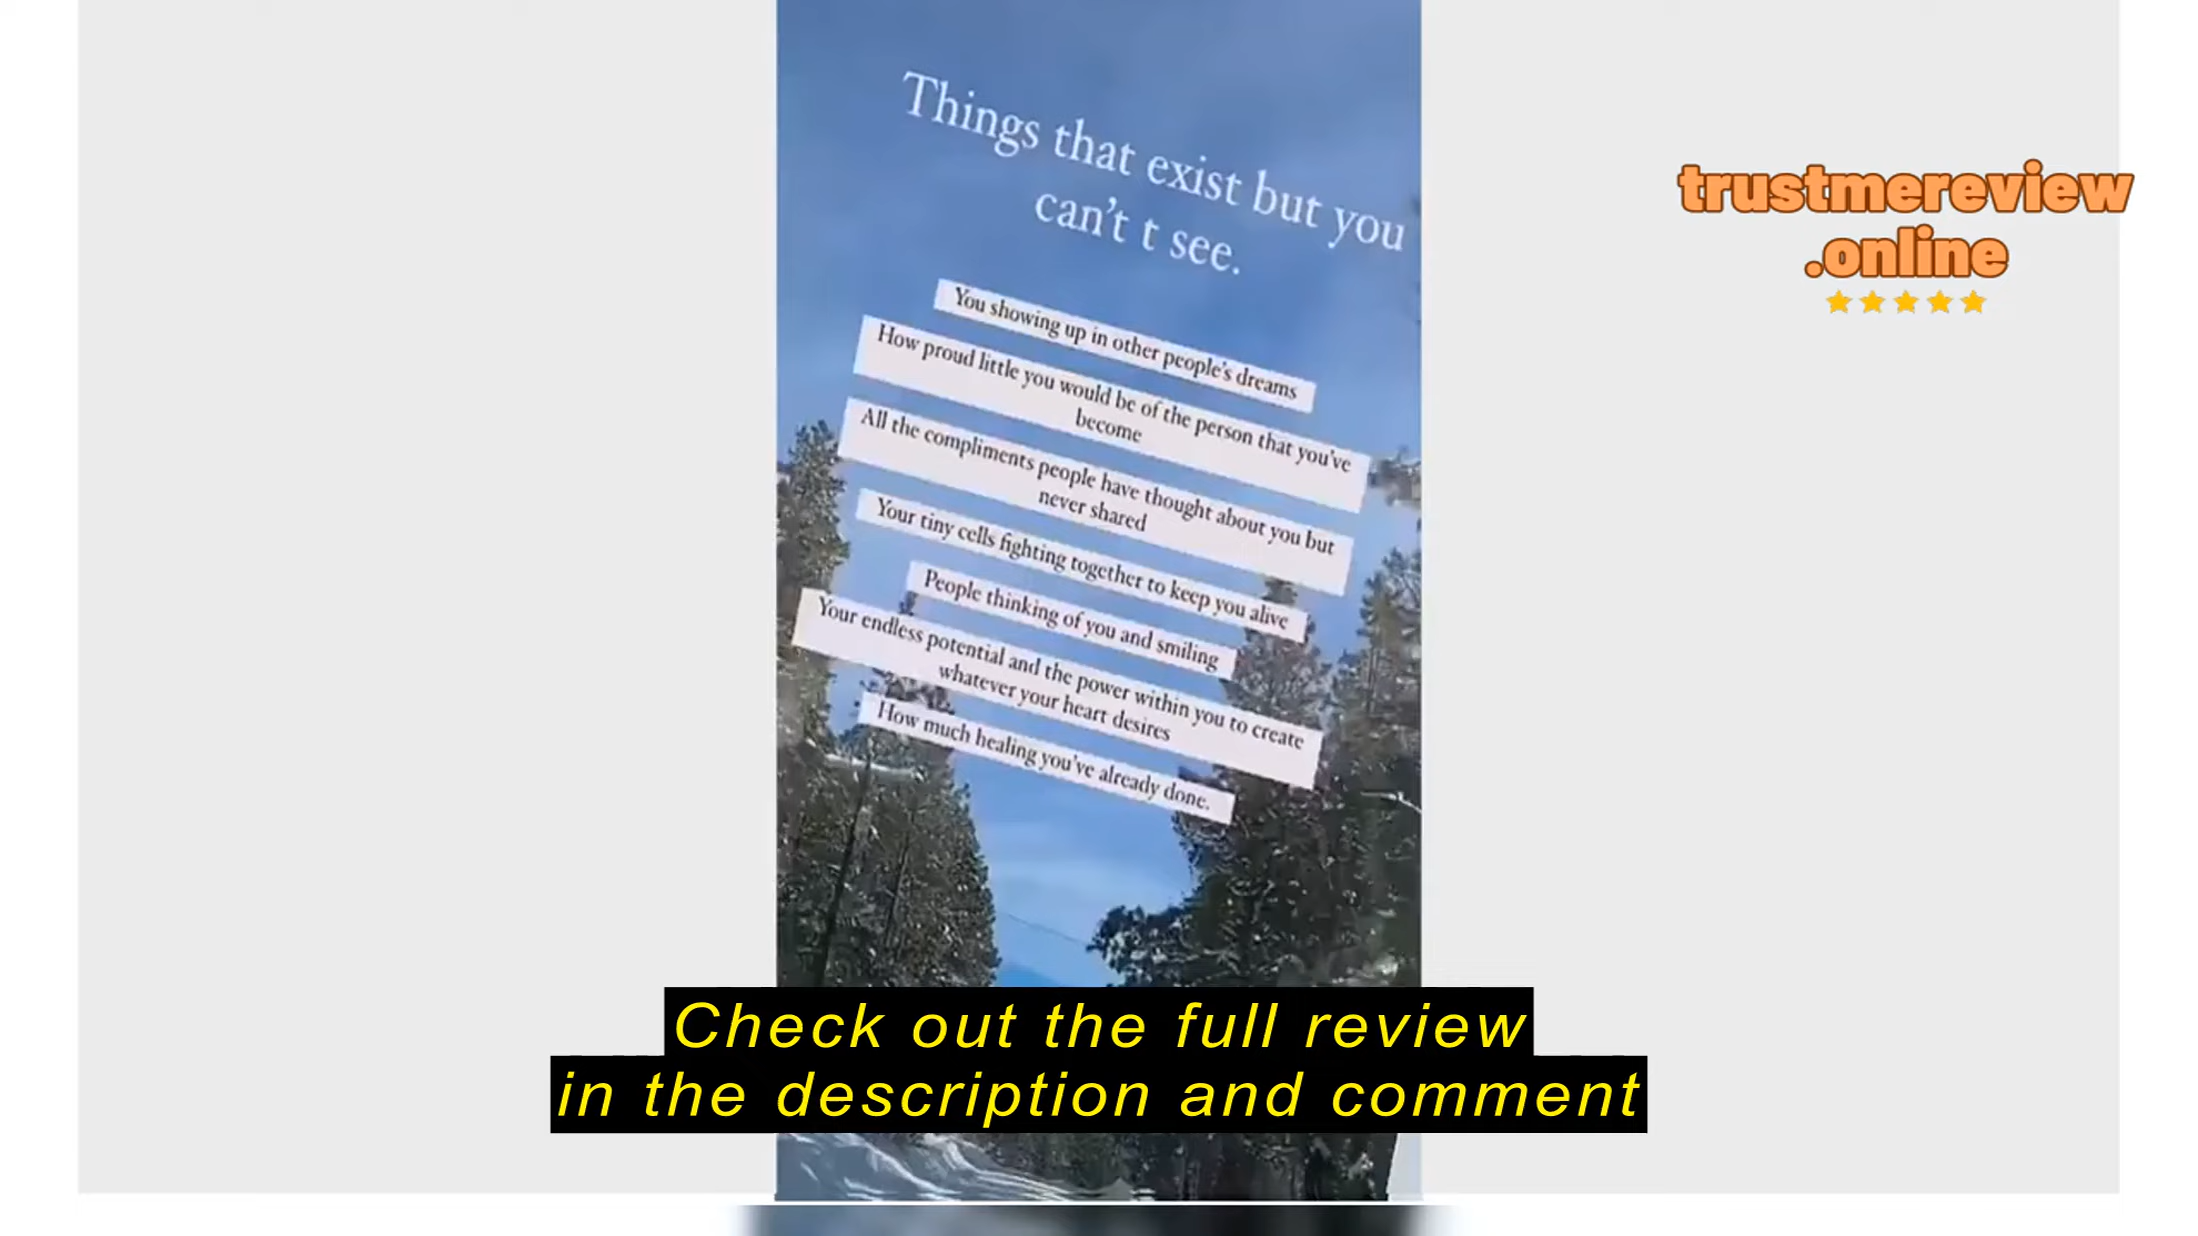 Things that exist but you
can't t see.
You showing up in other people's dreams
How proud little you would be of the person that you've
become
All the compliments people have thought about you but
never shared
Your tiny cells fighting together to keep you alive
People thinking of you and smiling
Your endless potential and the power within you to create
whatever your heart desires
How much healing you've already done.
trustmereview
.online
Check out the full review
in the description and comment